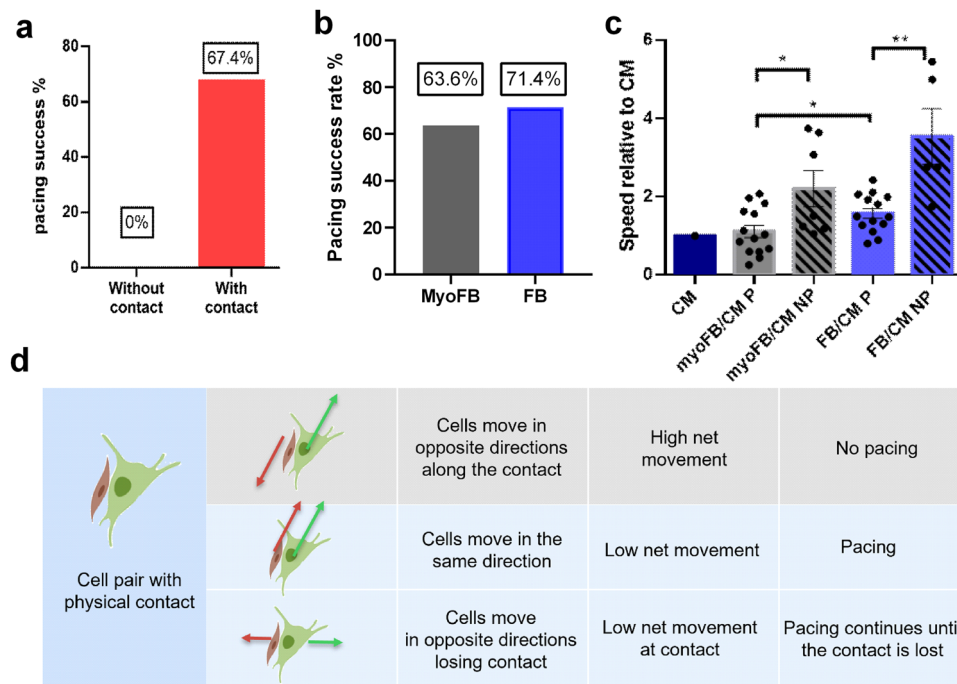 a
pacing success %
80
60
40
20
0
0%
67.4%
Without
contact
With
contact
b
Pacing success rate %
100
80
60
40
20
0
63.6%
71.4%
MyoFB
FB
c
Speed relative to CM
6
4
2
0
*
*
**
CM
myoFB/CM P
myoFB/CM NP
FB/CM P
FB/CM NP
d
Cell pair with
physical contact
Cells move in
opposite directions
along the contact
High net
movement
No pacing
Cells move in the
same direction
Low net movement
Pacing
Cells move
in opposite directions
losing contact
Low net movement
at contact
Pacing continues unti
the contact is lost